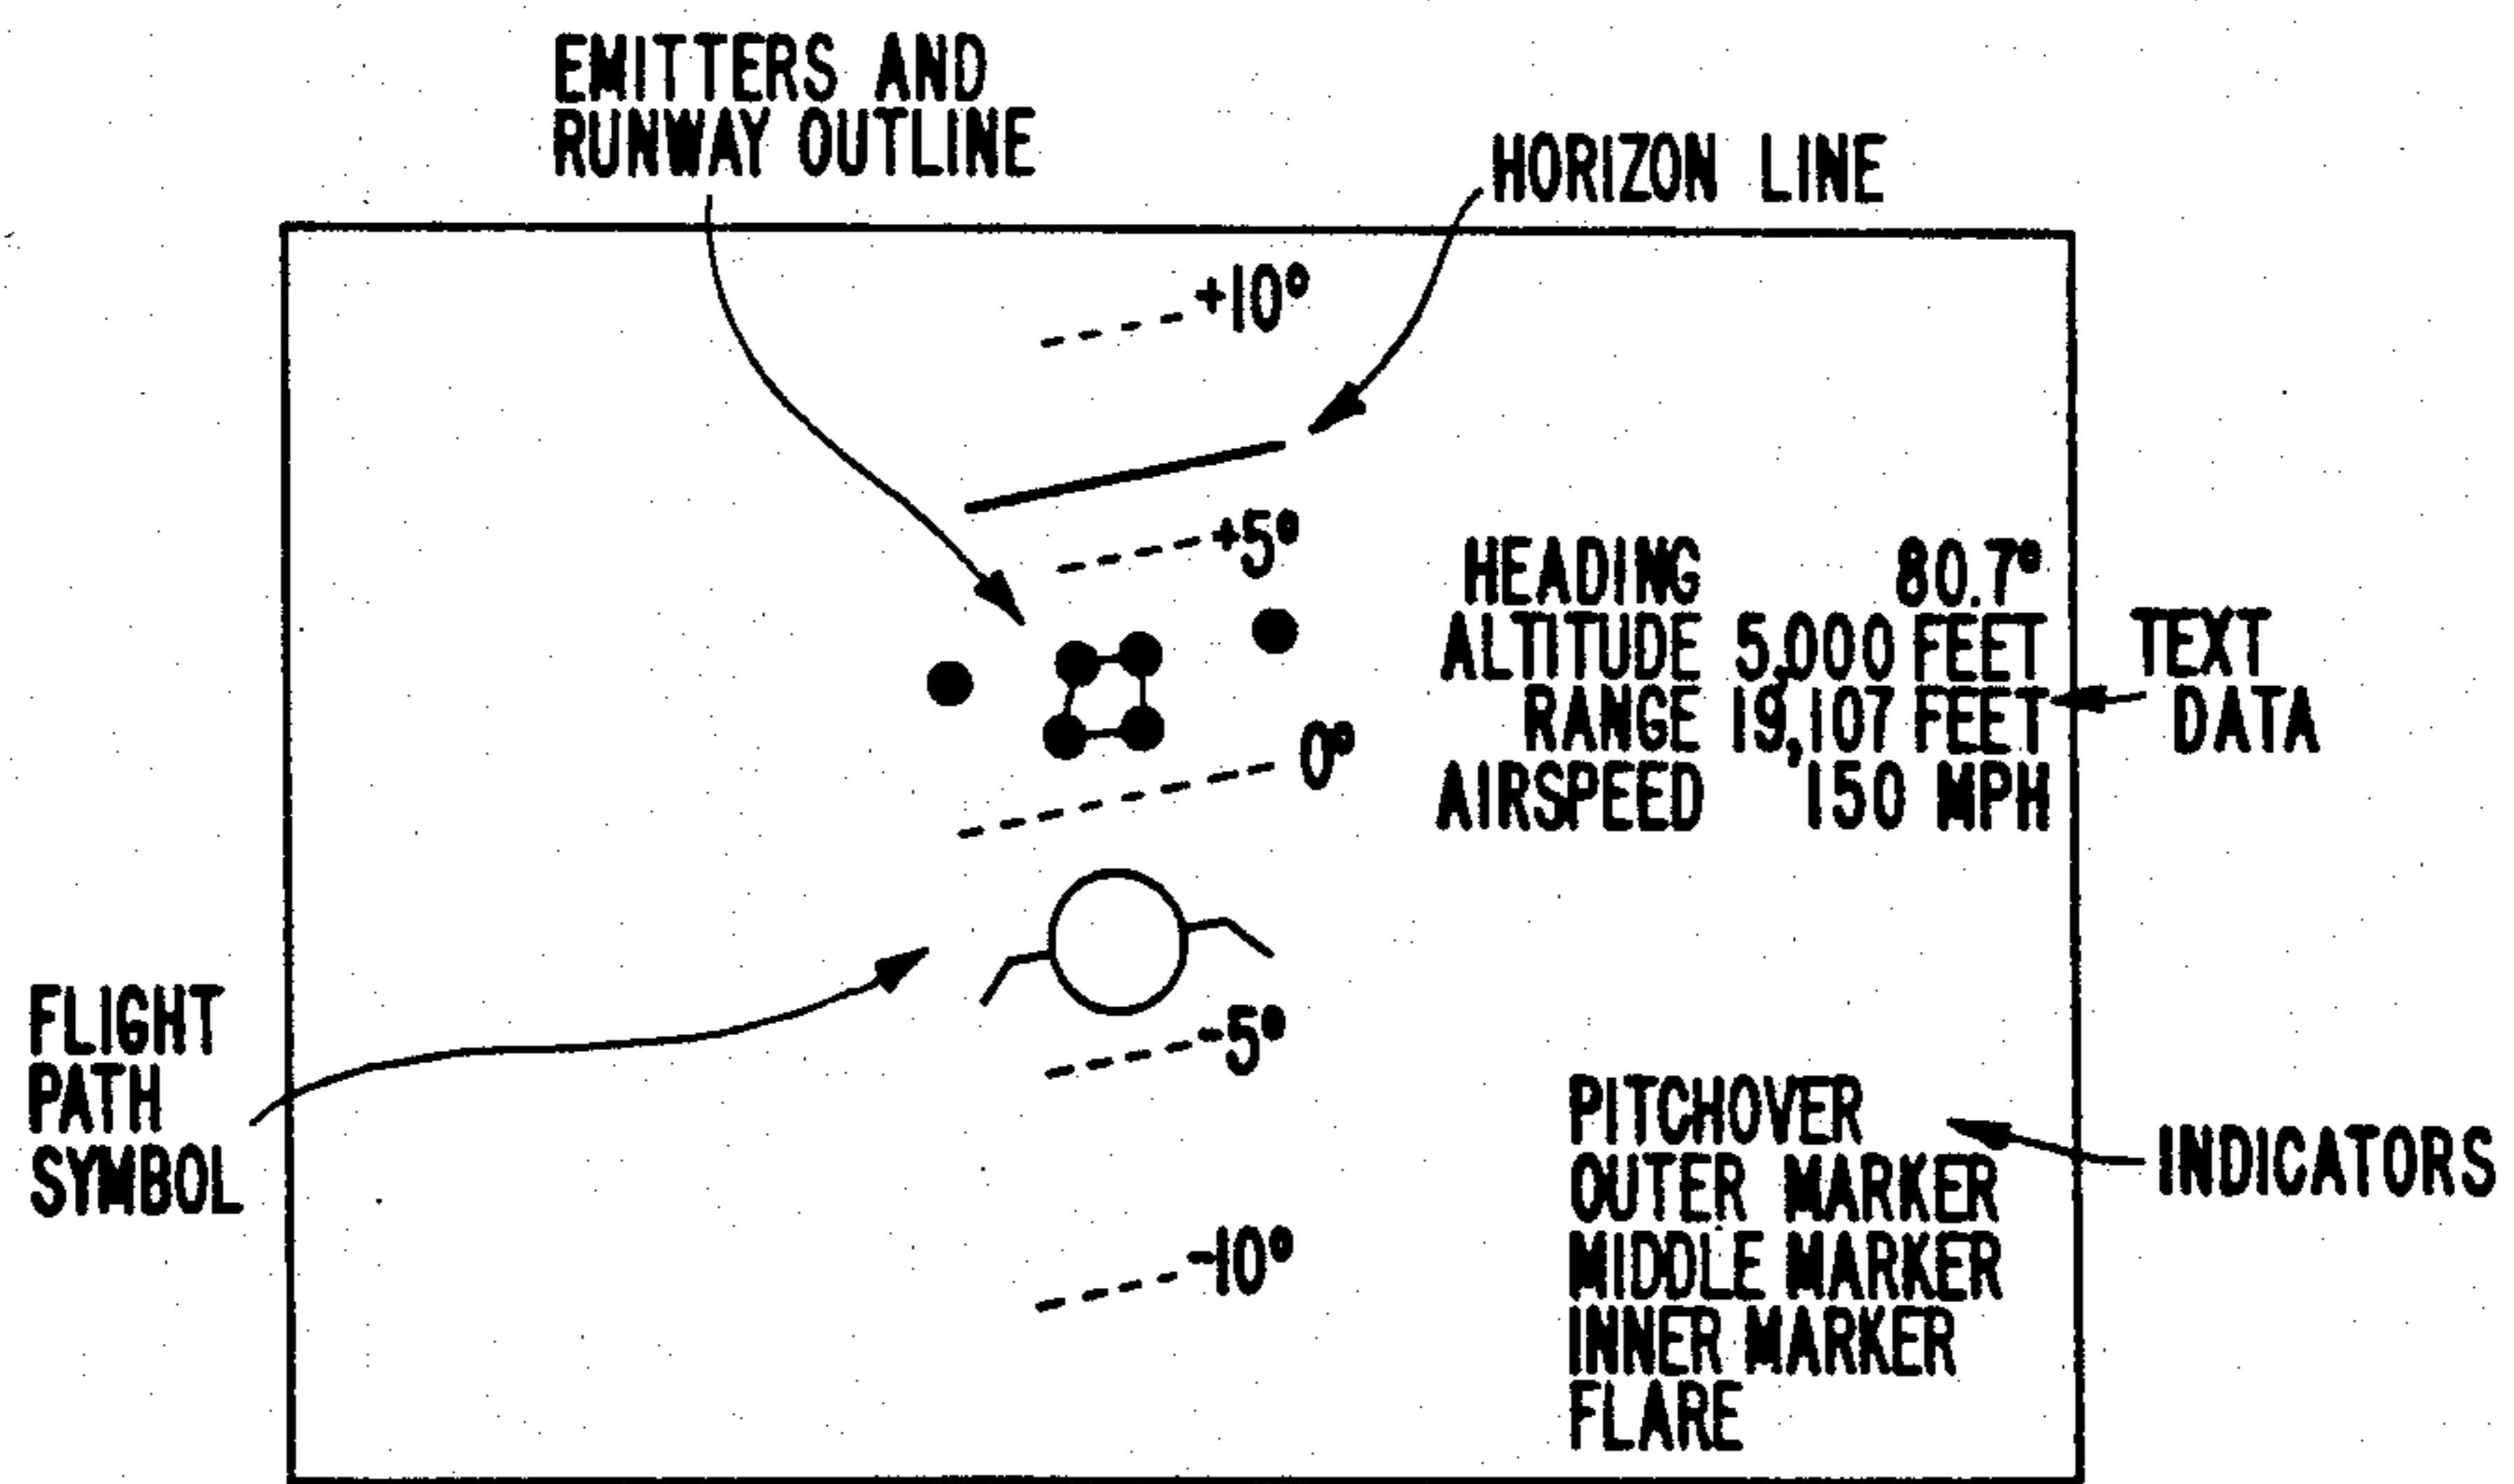 EMITTERS AND
RUNWAY OUTLINE
HORIZON LINE
+10°
+5°
HEADING 80.7°
ALTITUDE 5,000 FEET
RANGE 19,107 FEET
AIRSPEED 150 MPH
TEXT
DATA
0°
FLIGHT
PATH
SYMBOL
-5°
PITCHOVER
OUTER MARKER
MIDDLE MARKER
INNER MARKER
FLARE
INDICATORS
-10°